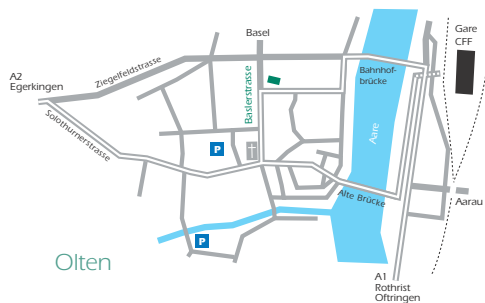 Gare
CFF
Basel
Ziegelfeldstrasse
A2
Egerkingen
Bahnhof-
brücke
Baslerstrasse
Solothurnerstrasse
Aare
P
Alte Brücke
Aarau
P
Olten
A1
Rothrist
Oftringen